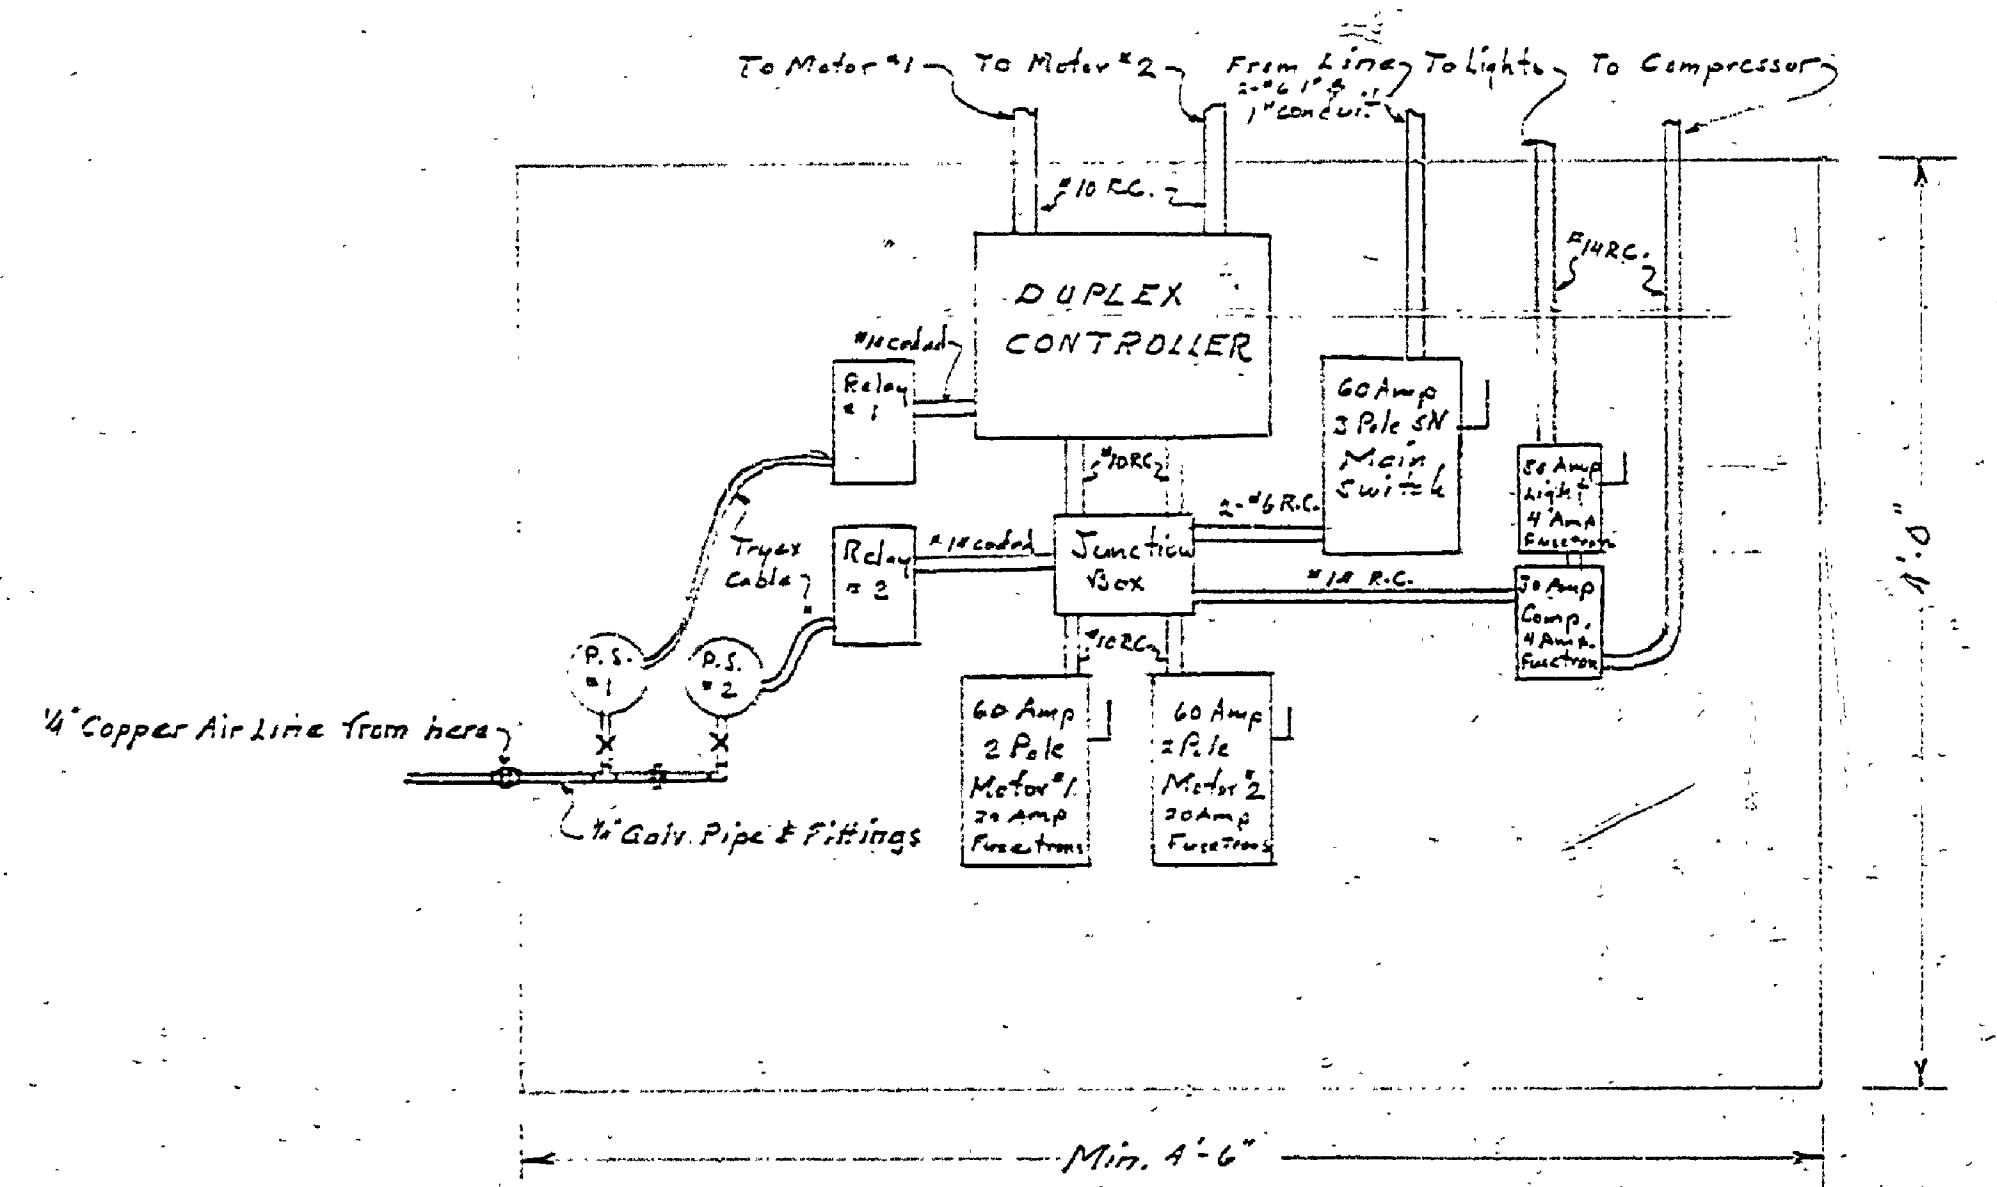 To Motor #1
To Motor #2
From Line
2-#6
1" conduit
To Lights
To Compressor
#10 R.C.
#14 R.C.
DUPLEX
CONTROLLER
#14 coded
Relay
#1
60 Amp
3 Pole SN
Main
Switch
#10 R.C.
30 Amp
Light
4 Amp
Fusetron
2-#6 R.C.
Tryex
Cable
Relay
#2
#14 coded
Junction
Box
#14 R.C.
30 Amp
Comp.
4 Amp.
Fusetron
4'-0"
P.S.
#1
P.S.
#2
#10 R.C.
1/4" Copper Air Line from here
60 Amp
2 Pole
Motor #1
20 Amp
Fusetrons
60 Amp
2 Pole
Motor #2
20 Amp
Fusetrons
1/4" Galv. Pipe & Fittings
Min. 4'-6"